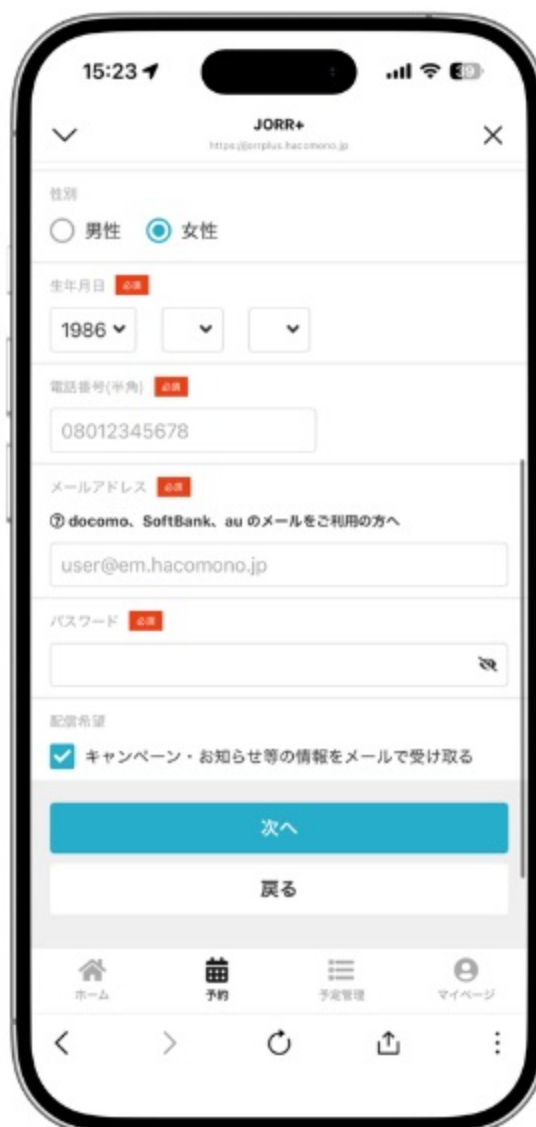 15:23
39
JORR+
https://jorrplus.hacomono.jp
性別
男性 女性
生年月日 必須
1986
電話番号(半角) 必須
08012345678
メールアドレス 必須
? docomo、SoftBank、au のメールをご利用の方へ
user@em.hacomono.jp
パスワード 必須
配信希望
キャンペーン・お知らせ等の情報をメールで受け取る
次へ
戻る
ホーム 予約 予定管理 マイページ